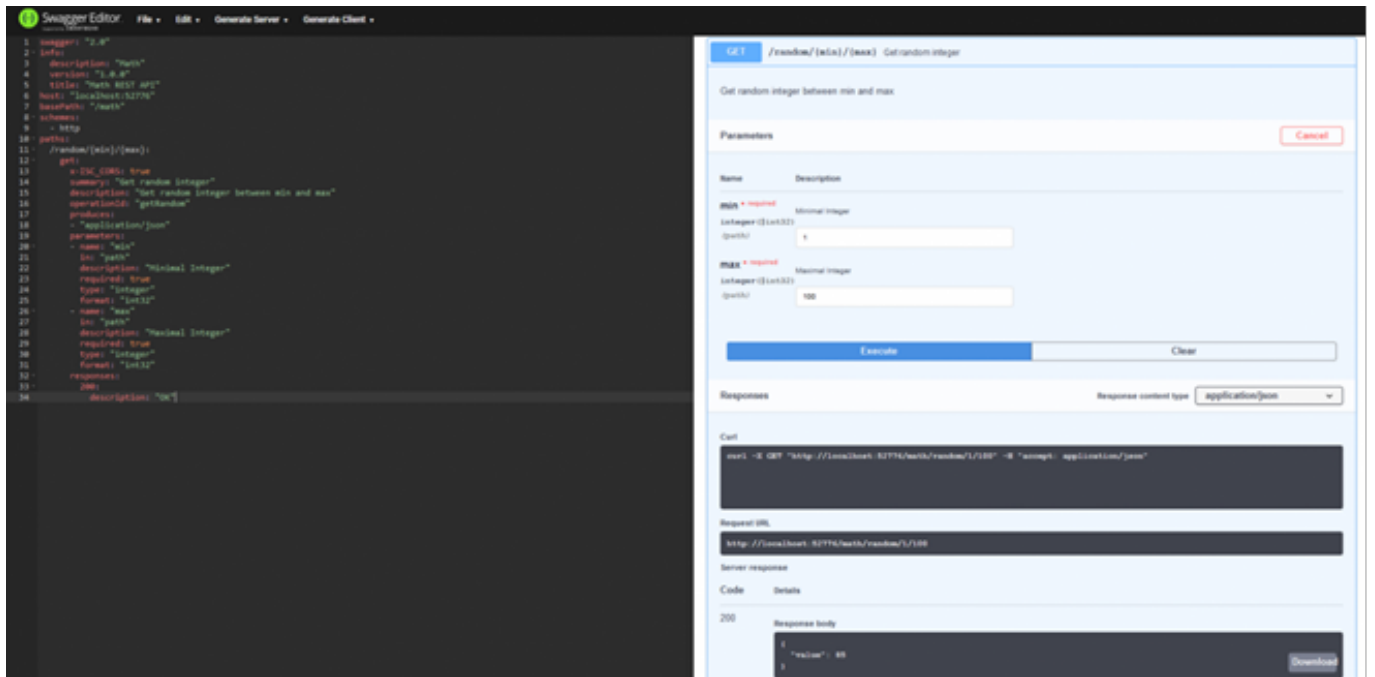 Swagger Editor. File Edit Generate Server Generate Client
1 swagger: "2.0"
2 info:
3 description: "Math"
4 version: "1.0.0"
5 title: "Math REST API"
6 host: "localhost:52776"
7 basePath: "/math"
8 schemes:
9 - http
10 paths:
11 /random/{min}/{max}:
12 get:
13 x-ISC_CORS: true
14 summary: "Get random integer"
15 description: "Get random integer between min and max"
16 operationId: "getRandom"
17 produces:
18 - "application/json"
19 parameters:
20 - name: "min"
21 in: "path"
22 description: "Minimal Integer"
23 required: true
24 type: "integer"
25 format: "int32"
26 - name: "max"
27 in: "path"
28 description: "Maximal Integer"
29 required: true
30 type: "integer"
31 format: "int32"
32 responses:
33 200:
34 description: "OK"
GET /random/{min}/{max} Get random integer
Get random integer between min and max
Parameters Cancel
Name Description
min * required
Minimal Integer
integer($int32)
(path)
1
max * required
Maximal Integer
integer($int32)
(path)
100
Execute Clear
Responses Response content type application/json
Curl
curl -X GET "http://localhost:52776/math/random/1/100" -H "accept: application/json"
Request URL
http://localhost:52776/math/random/1/100
Server response
Code Details
200
Response body
{
"value": 85
}
Download